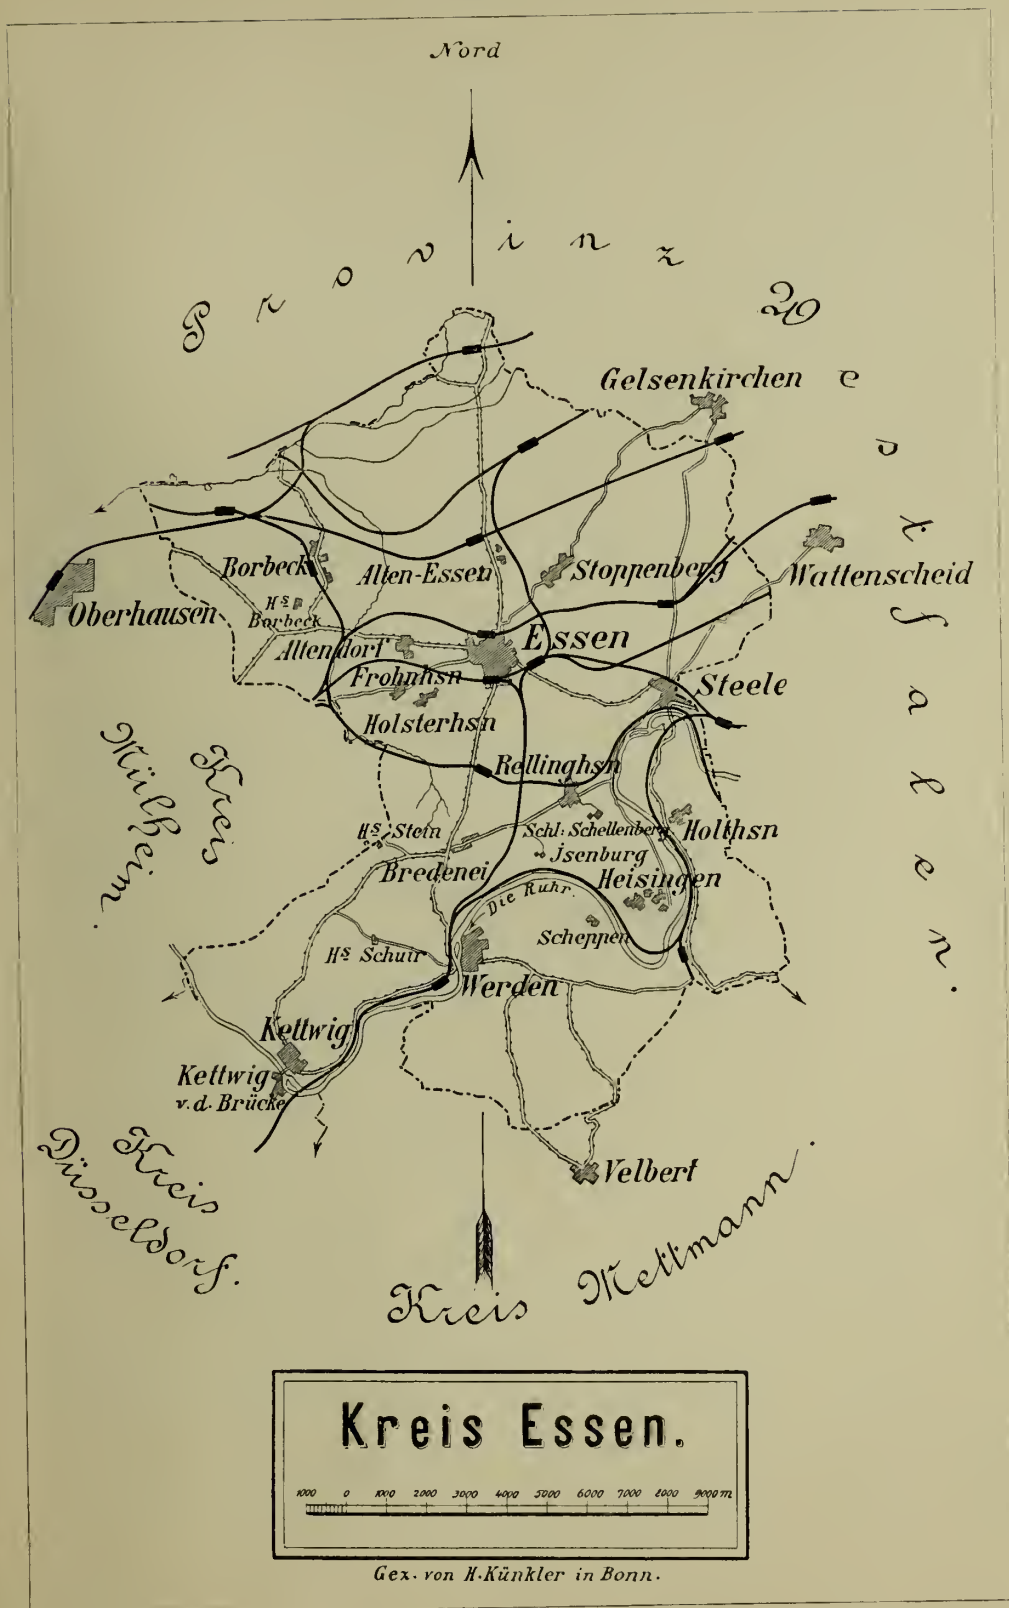 Nord
Provinz Westfalen.
Gelsenkirchen
Borbeck
Alten-Essen
Stoppenberg
Wattenscheid
Oberhausen
Hs
Borbeck
Essen
Altendorf
Frohnhsn
Steele
Holsterhsn
Rellinghsn
Kreis
Mülheim.
Hs Stein
Schl: Schellenberg
Holthsn
Jsenburg
Bredenei
Heisingen
Die Ruhr.
Scheppen
Hs Schuir
Werden
Kettwig
Kettwig
v.d. Brücke
Kreis
Düsseldorf.
Velbert
Kreis Mettmann.
Kreis Essen.
1000 0 1000 2000 3000 4000 5000 6000 7000 8000 9000 m
Gez. von H. Künkler in Bonn.